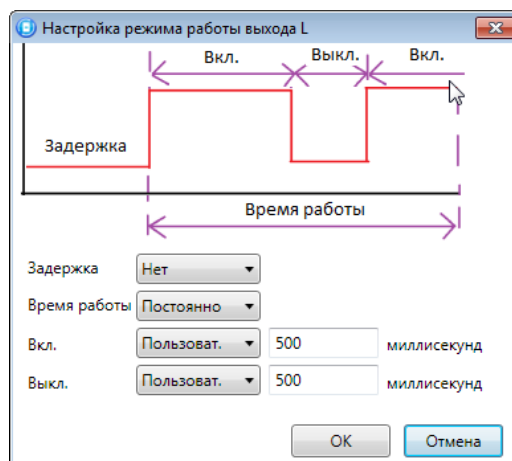 Настройка режима работы выхода L
Вкл. Выкл. Вкл.
Задержка
Время работы
Задержка Нет
Время работы Постоянно
Вкл. Пользоват. 500 миллисекунд
Выкл. Пользоват. 500 миллисекунд
ОК Отмена